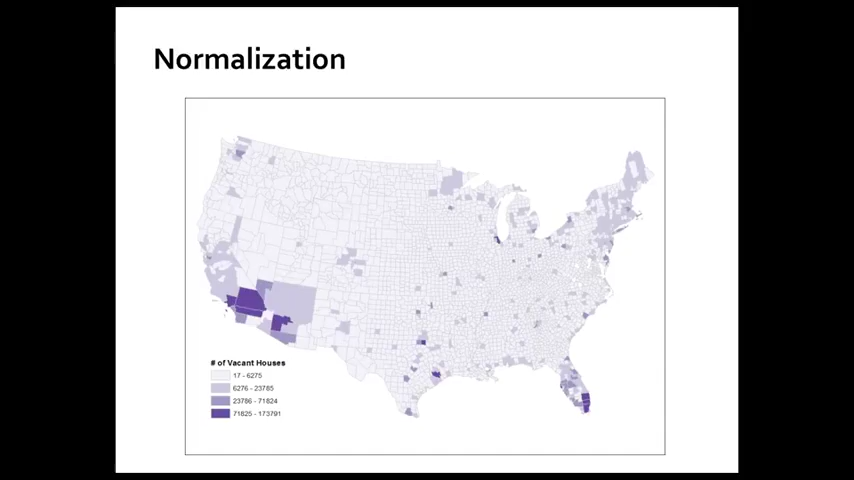 Normalization
# of Vacant Houses
17 - 6275
6276 - 23785
23786 - 71824
71825 - 173791